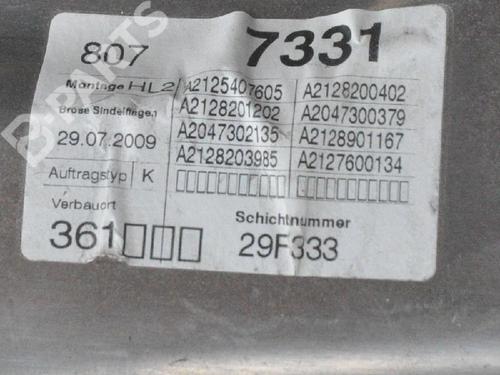 807 7331
Montage HL2 A2125407605 A2128200402
A2128201202 A2047300379
Brose Sindelfingen
29.07.2009 A2047302135 A2128901167
A2128203985 A2127600134
Auftragstyp K
Verbauort Schichtnummer
361 29F333
B-PARTS